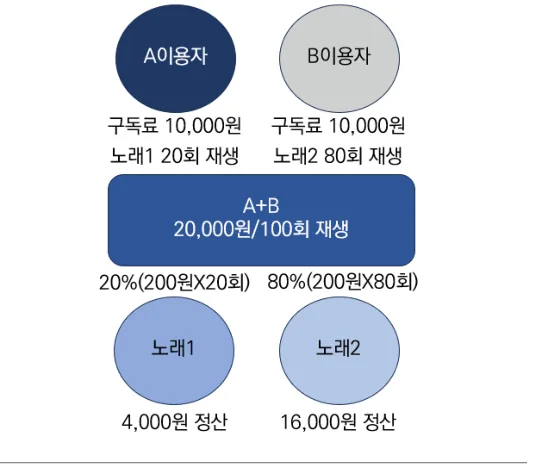 A이용자
B이용자
구독료 10,000원
구독료 10,000원
노래1 20회 재생
노래2 80회 재생
A+B
20,000원/100회 재생
20%(200원X20회)
80%(200원X80회)
노래1
노래2
4,000원 정산
16,000원 정산